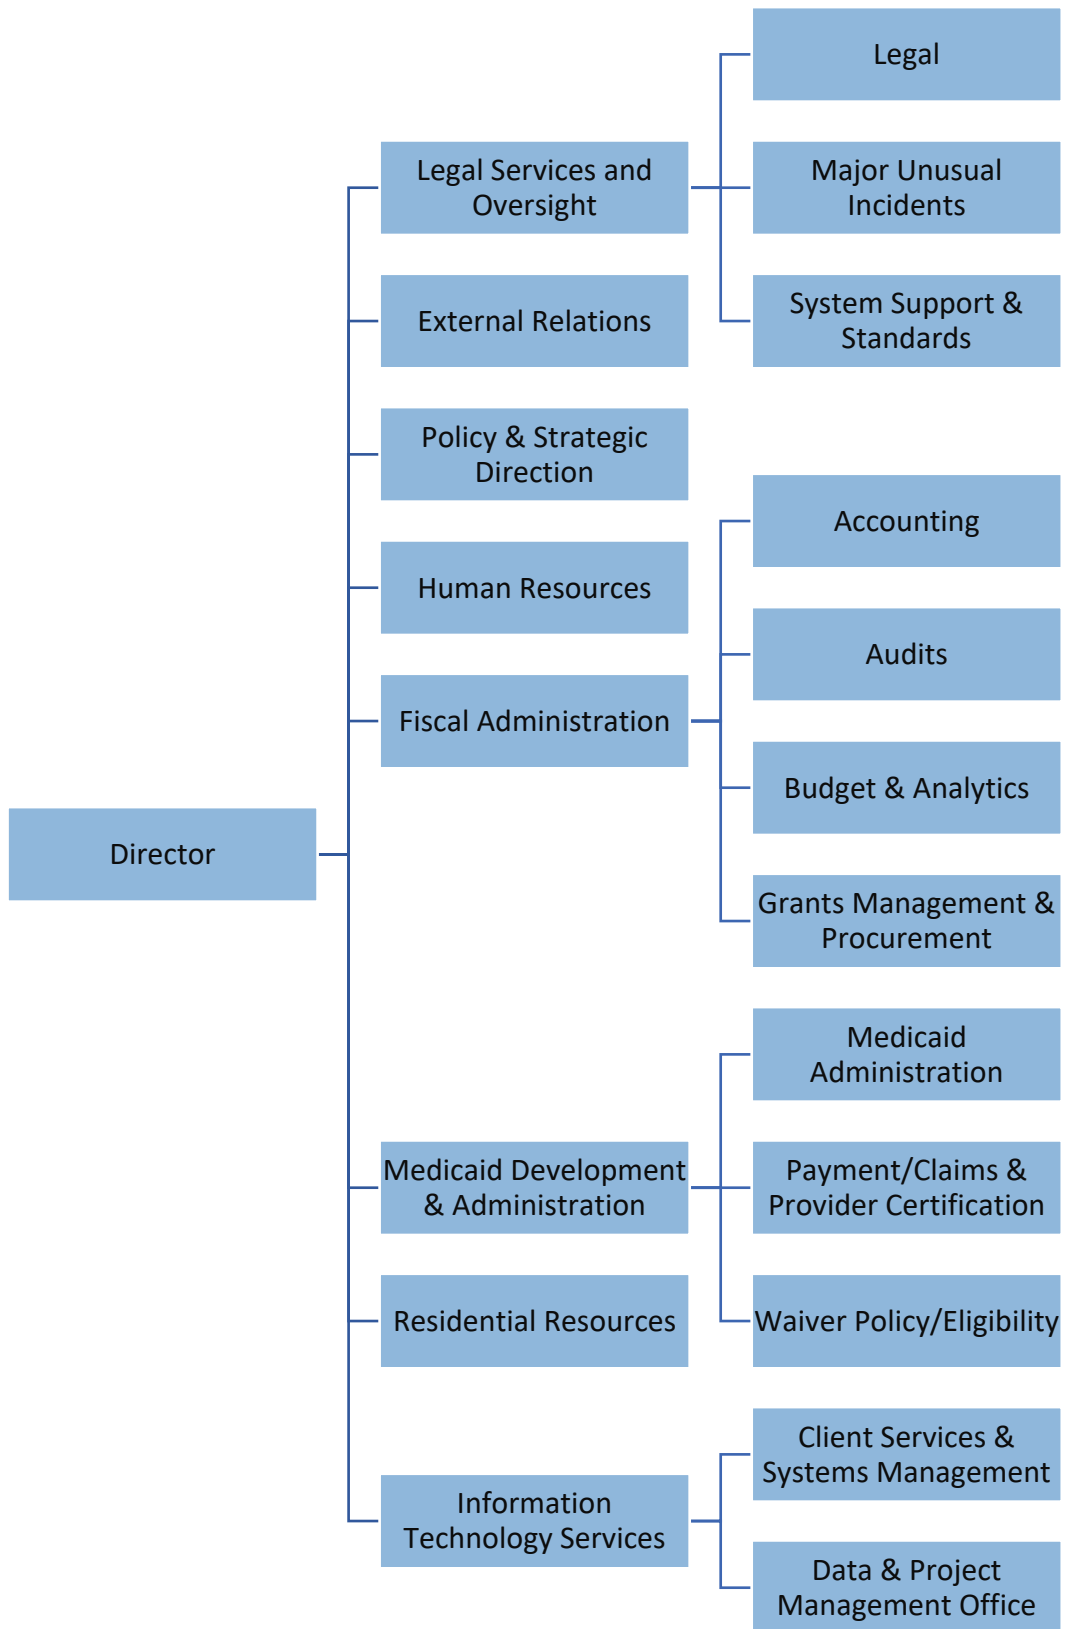 Director
Legal Services and
Oversight
Legal
Major Unusual
Incidents
System Support &
Standards
External Relations
Policy & Strategic
Direction
Human Resources
Fiscal Administration
Accounting
Audits
Budget & Analytics
Grants Management &
Procurement
Medicaid Development
& Administration
Medicaid
Administration
Payment/Claims &
Provider Certification
Waiver Policy/Eligibility
Residential Resources
Information
Technology Services
Client Services &
Systems Management
Data & Project
Management Office